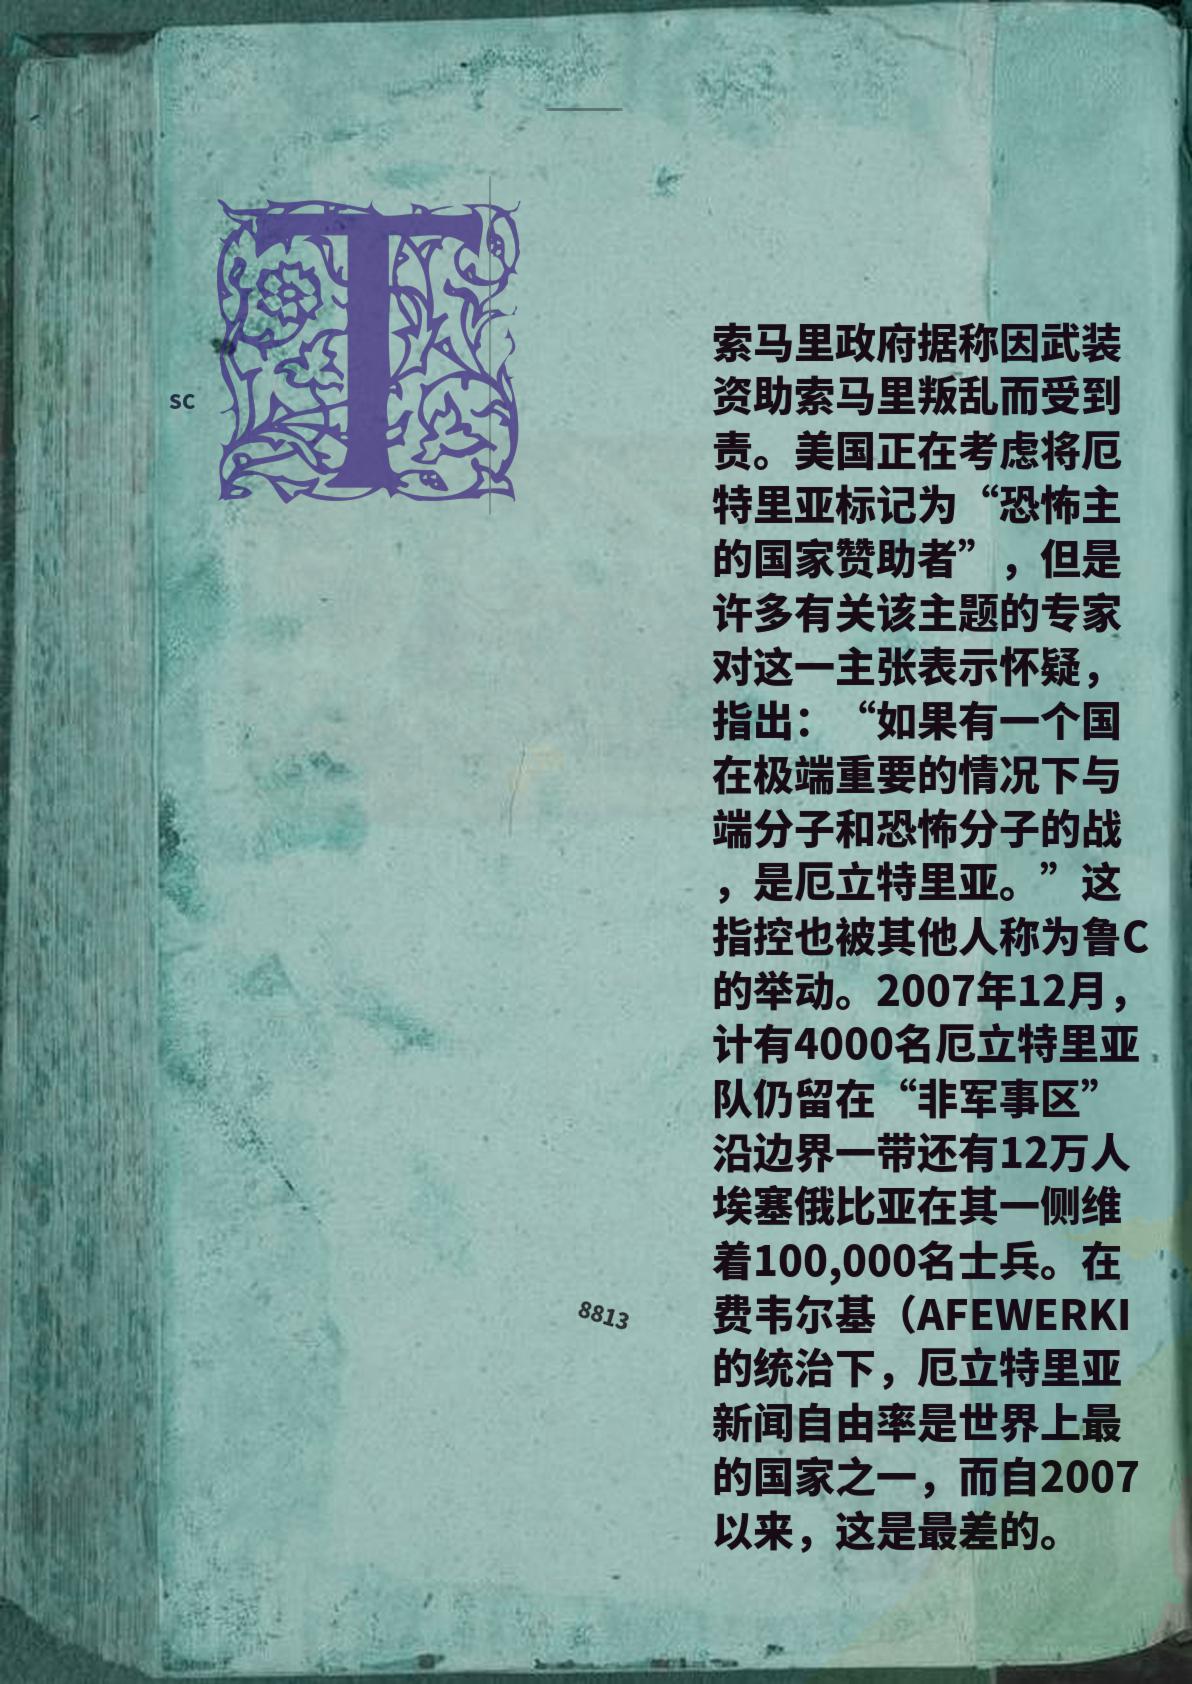 T
SC
索马里政府据称因武装
资助索马里叛乱而受到
责。美国正在考虑将厄
特里亚标记为“恐怖主
的国家赞助者”，但是
许多有关该主题的专家
对这一主张表示怀疑，
指出：“如果有一个国
在极端重要的情况下与
端分子和恐怖分子的战
，是厄立特里亚。”这
指控也被其他人称为鲁C
的举动。2007年12月，
计有4000名厄立特里亚
队仍留在“非军事区”
沿边界一带还有12万人
埃塞俄比亚在其一侧维
着100,000名士兵。在
费韦尔基（AFEWERKI
的统治下，厄立特里亚
新闻自由率是世界上最
的国家之一，而自2007
以来，这是最差的。
8813